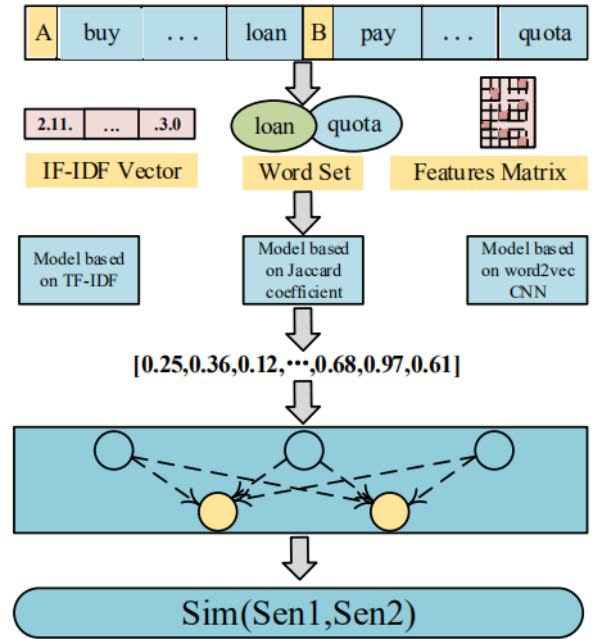 A buy ... loan B pay ... quota
2.11. ... .3.0
loan quota
IF-IDF Vector
Word Set
Features Matrix
Model based
on TF-IDF
Model based
on Jaccard
coefficient
Model based
on word2vec
CNN
[0.25,0.36,0.12,···,0.68,0.97,0.61]
Sim(Sen1,Sen2)